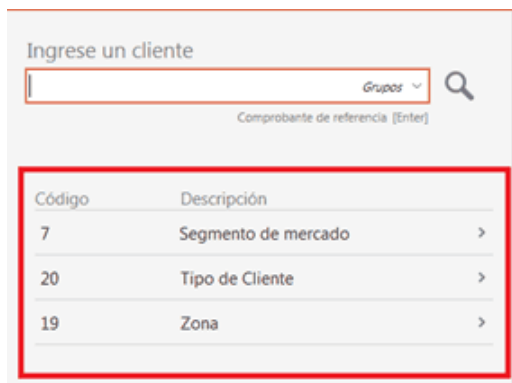 Ingrese un cliente
Grupos
Comprobante de referencia [Enter]
Código Descripción
7 Segmento de mercado
20 Tipo de Cliente
19 Zona